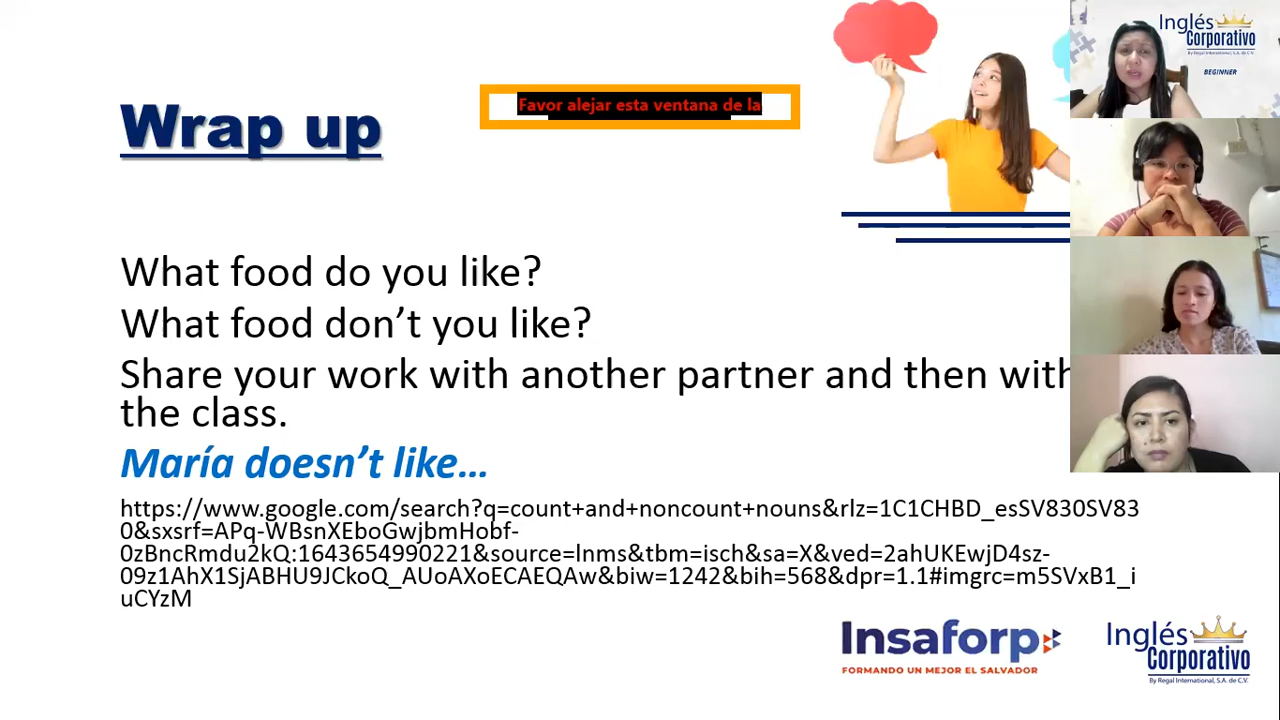 Wrap up
Favor alejar esta ventana de la
What food do you like?
What food don’t you like?
Share your work with another partner and then with
the class.
María doesn’t like…
https://www.google.com/search?q=count+and+noncount+nouns&rlz=1C1CHBD_esSV830SV83
0&sxsrf=APq-WBsnXEboGwjbmHobf-
0zBncRmdu2kQ:1643654990221&source=lnms&tbm=isch&sa=X&ved=2ahUKEwjD4sz-
09z1AhX1SjABHU9JCkoQ_AUoAXoECAEQAw&biw=1242&bih=568&dpr=1.1#imgrc=m5SVxB1_i
uCYzM
Insaforp
FORMANDO UN MEJOR EL SALVADOR
Inglés
Corporativo
By Regal International, S.A. de C.V.
Inglés
Corporativo
By Regal International, S.A. de C.V.
BEGINNER